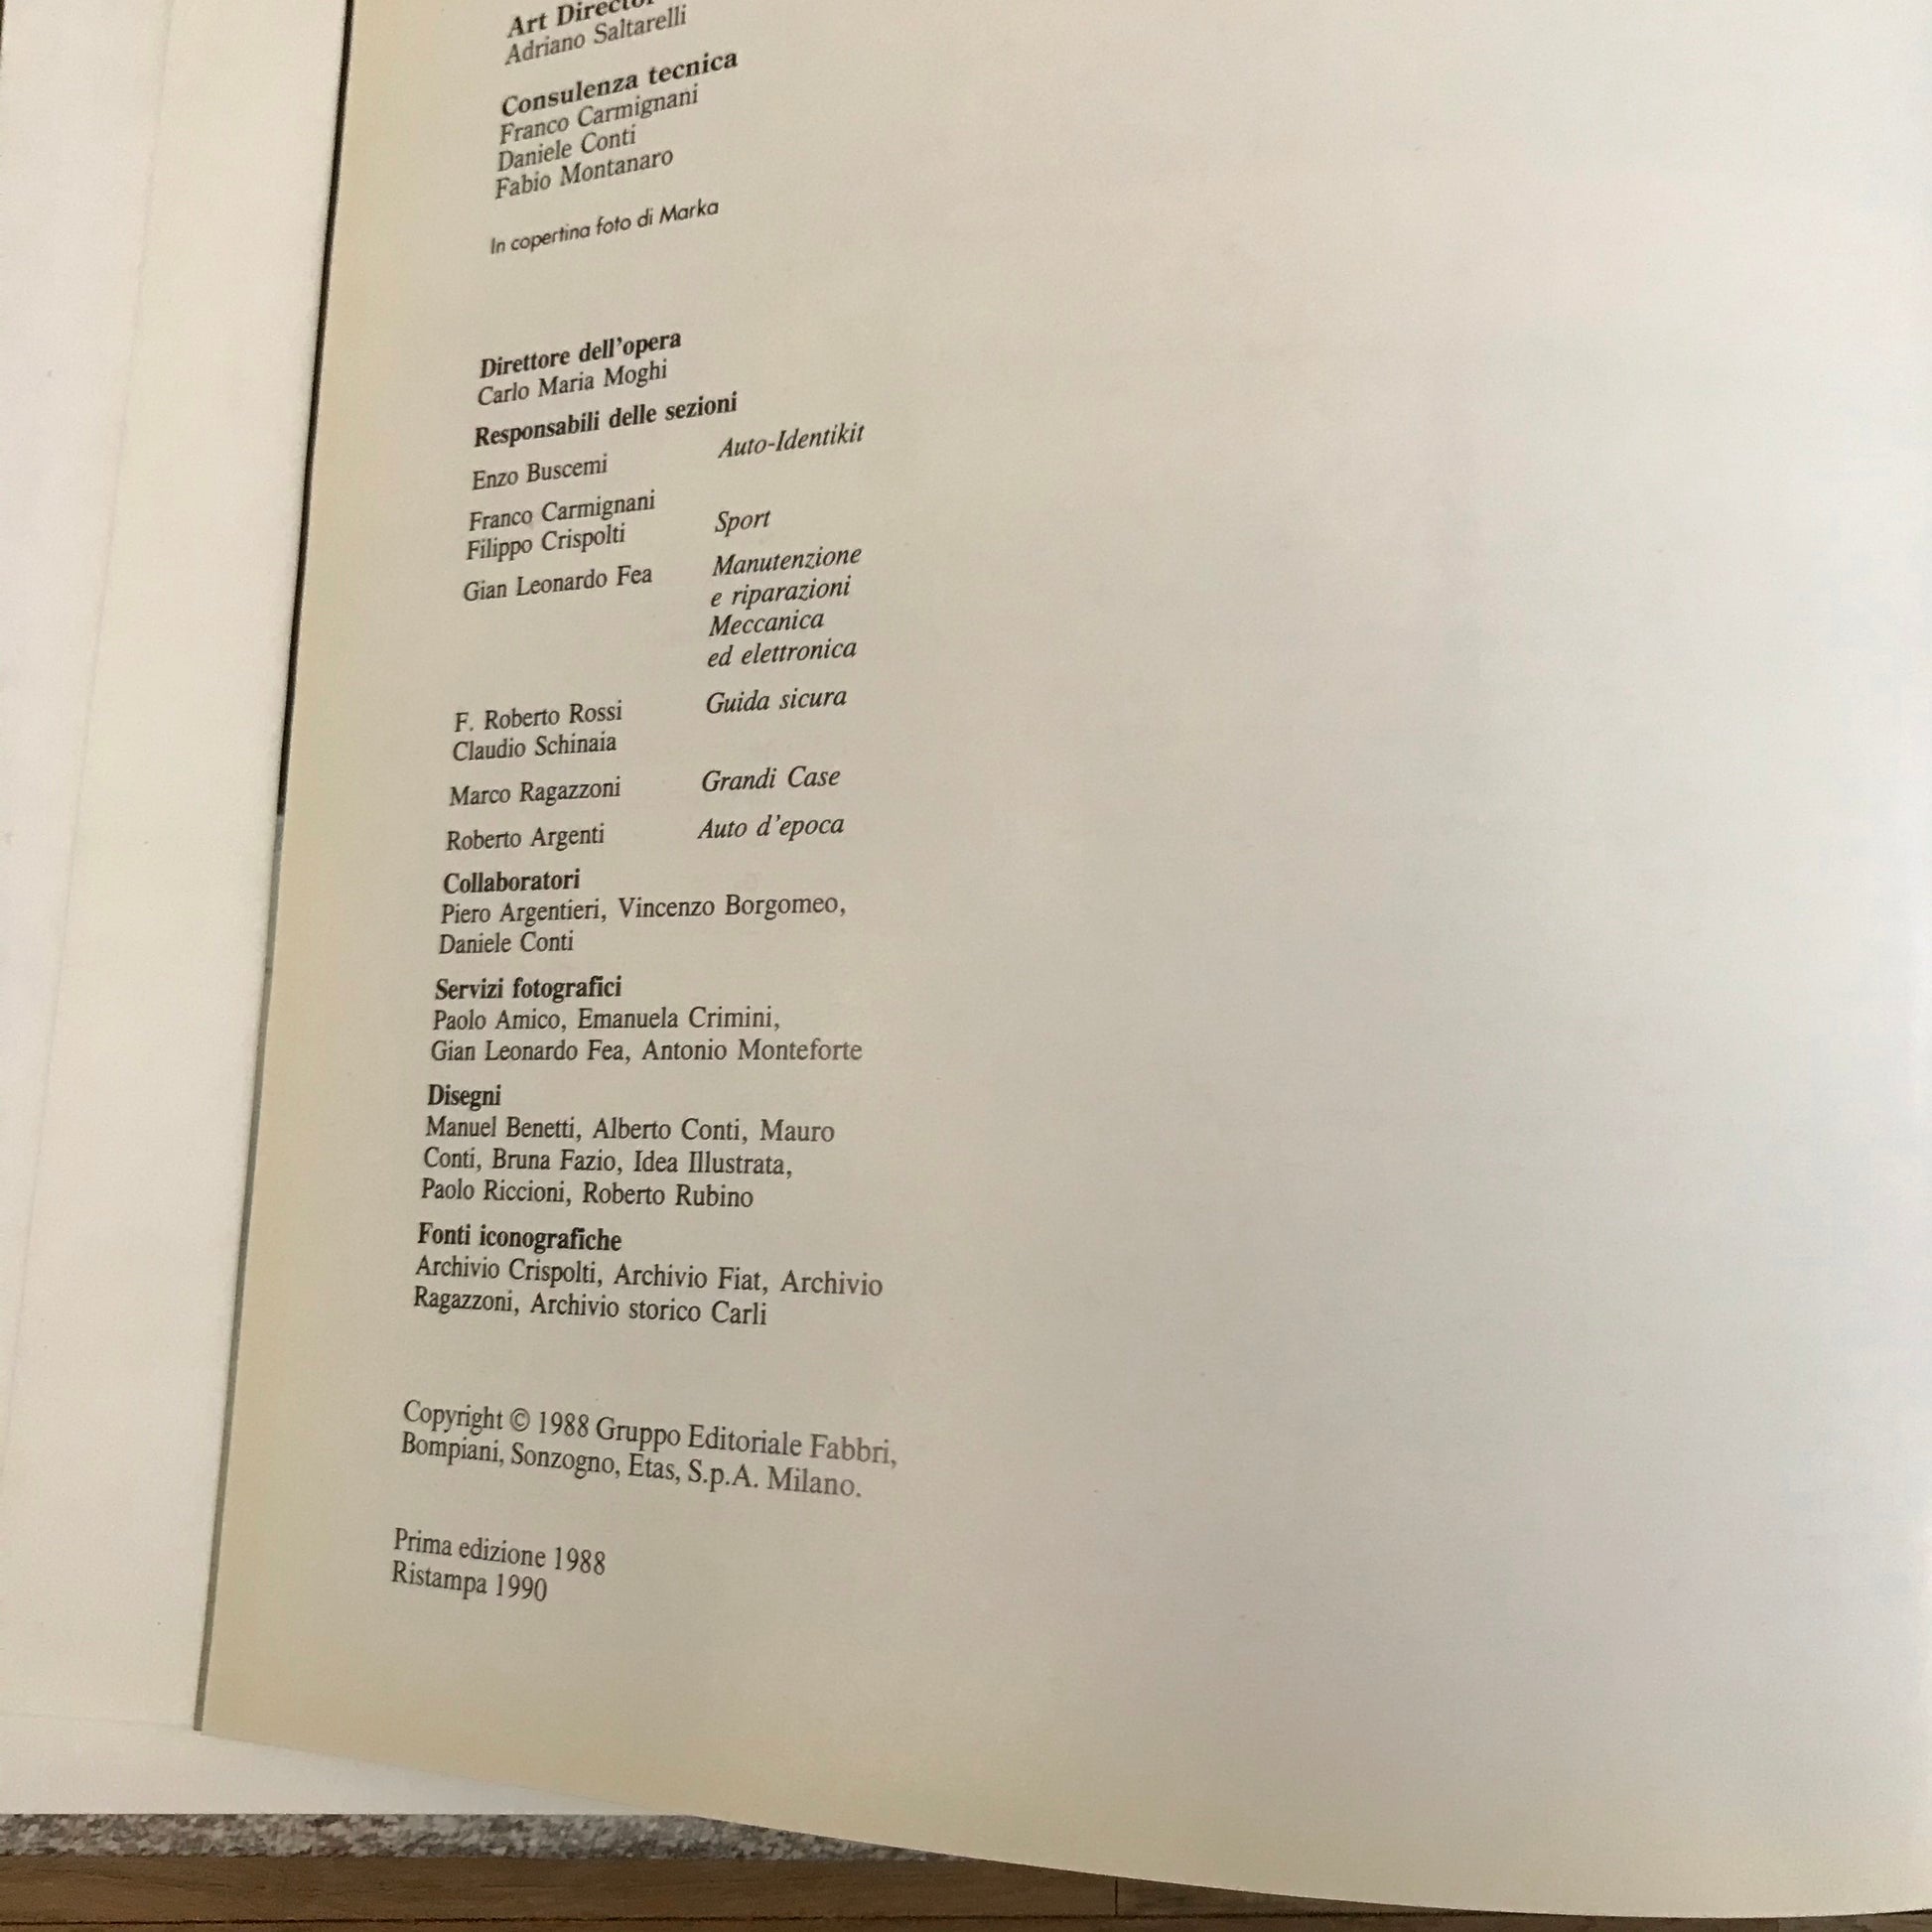 Art Director
Adriano Saltarelli
Consulenza tecnica
Franco Carmignani
Daniele Conti
Fabio Montanaro
In copertina foto di Marka
Direttore dell'opera
Carlo Maria Moghi
Responsabili delle sezioni
Enzo Buscemi Auto-Identikit
Franco Carmignani
Filippo Crispolti Sport
Gian Leonardo Fea Manutenzione
e riparazioni
Meccanica
ed elettronica
F. Roberto Rossi Guida sicura
Claudio Schinaia
Marco Ragazzoni Grandi Case
Roberto Argenti Auto d'epoca
Collaboratori
Piero Argentieri, Vincenzo Borgomeo,
Daniele Conti
Servizi fotografici
Paolo Amico, Emanuela Crimini,
Gian Leonardo Fea, Antonio Monteforte
Disegni
Manuel Benetti, Alberto Conti, Mauro
Conti, Bruna Fazio, Idea Illustrata,
Paolo Riccioni, Roberto Rubino
Fonti iconografiche
Archivio Crispolti, Archivio Fiat, Archivio
Ragazzoni, Archivio storico Carli
Copyright © 1988 Gruppo Editoriale Fabbri,
Bompiani, Sonzogno, Etas, S.p.A. Milano.
Prima edizione 1988
Ristampa 1990